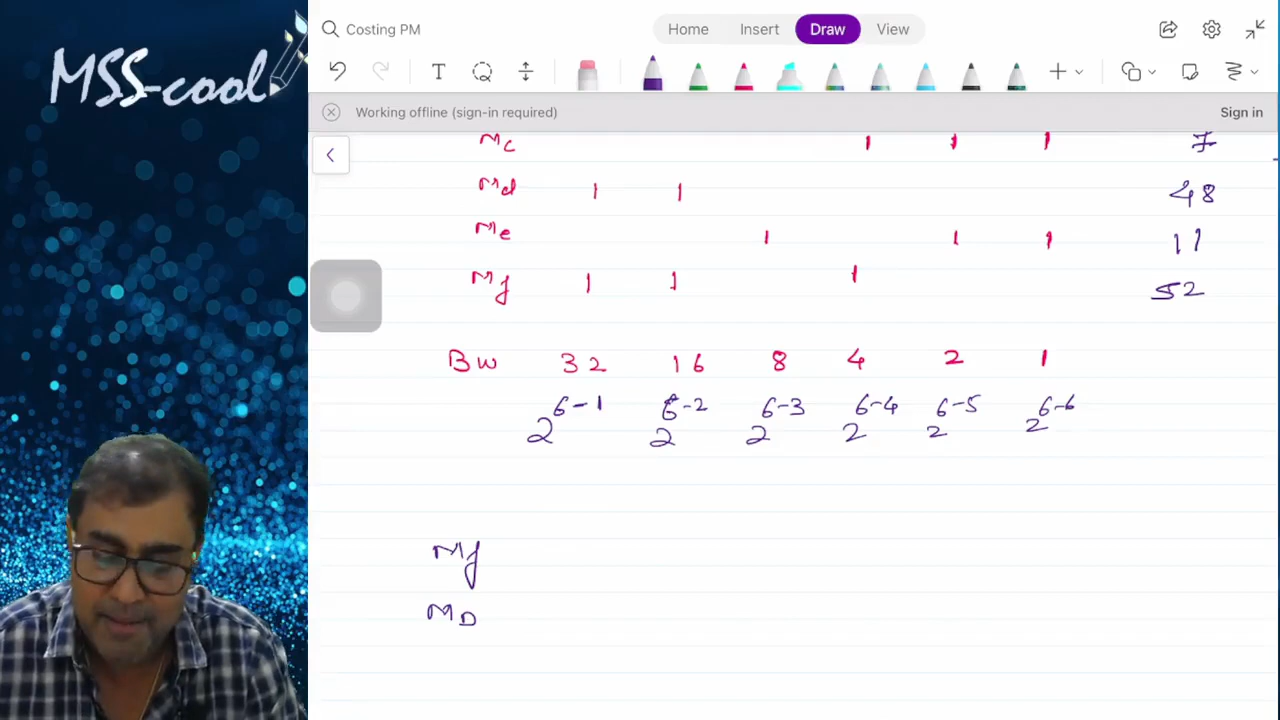 MSS-cool
Costing PM
Home Insert Draw View
Working offline (sign-in required) Sign in
Mc 1 1 1 7
Md 1 1 48
Me 1 1 1 11
Mf 1 1 1 52
BW 32 16 8 4 2 1
2^6-1 2^6-2 2^6-3 2^6-4 2^6-5 2^6-6
Mf
MD